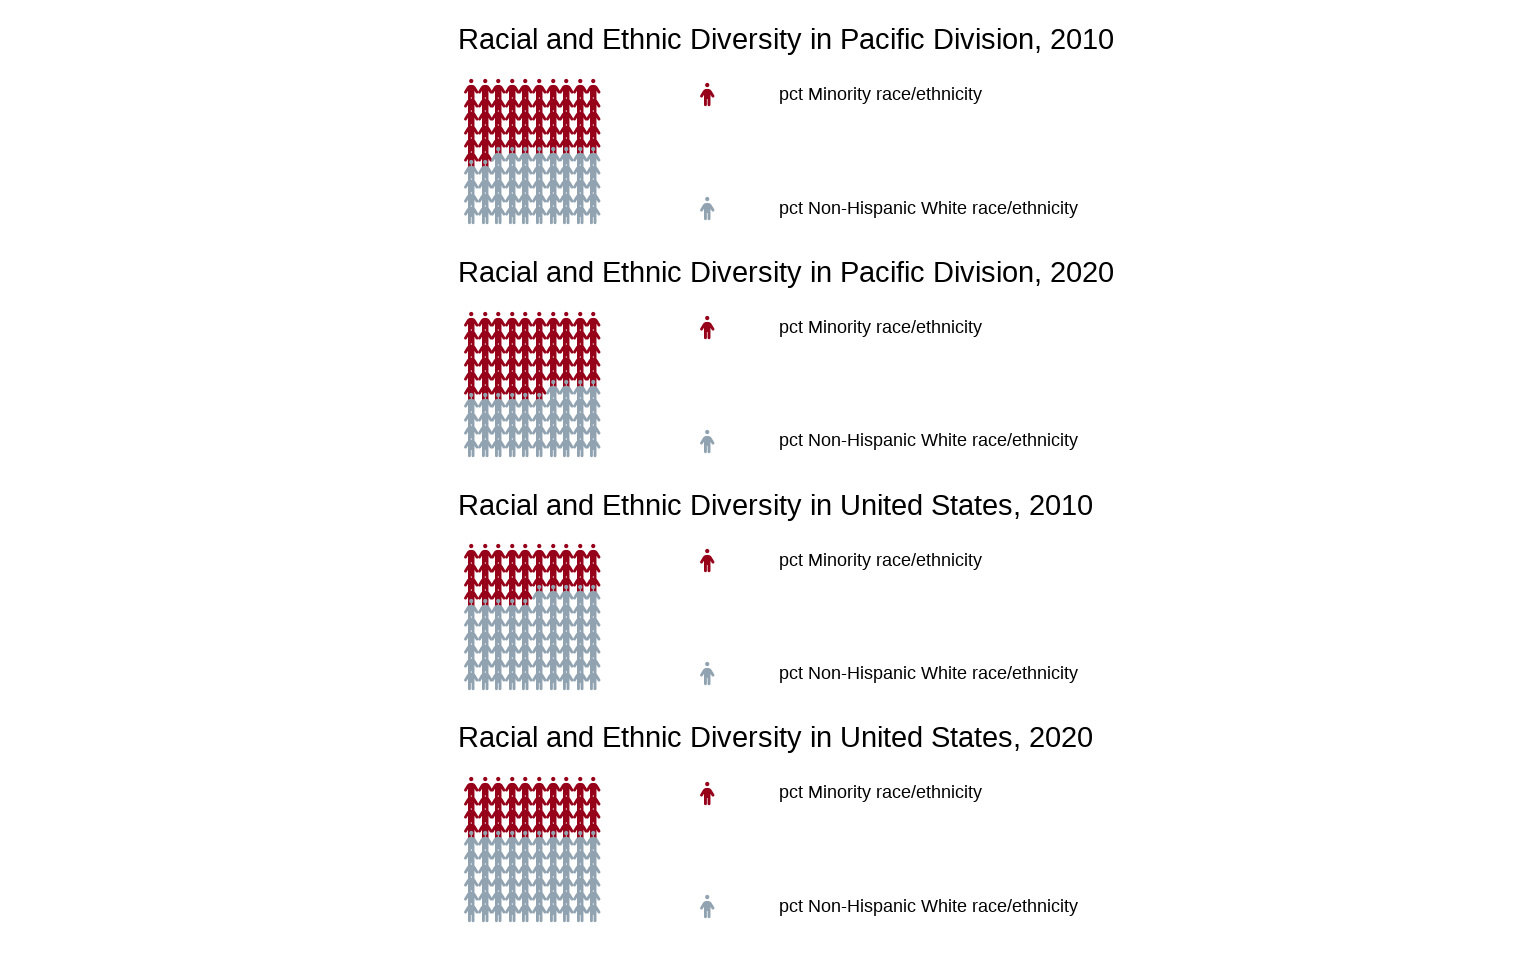 Racial and Ethnic Diversity in Pacific Division, 2010
pct Minority race/ethnicity
pct Non-Hispanic White race/ethnicity
Racial and Ethnic Diversity in Pacific Division, 2020
pct Minority race/ethnicity
pct Non-Hispanic White race/ethnicity
Racial and Ethnic Diversity in United States, 2010
pct Minority race/ethnicity
pct Non-Hispanic White race/ethnicity
Racial and Ethnic Diversity in United States, 2020
pct Minority race/ethnicity
pct Non-Hispanic White race/ethnicity